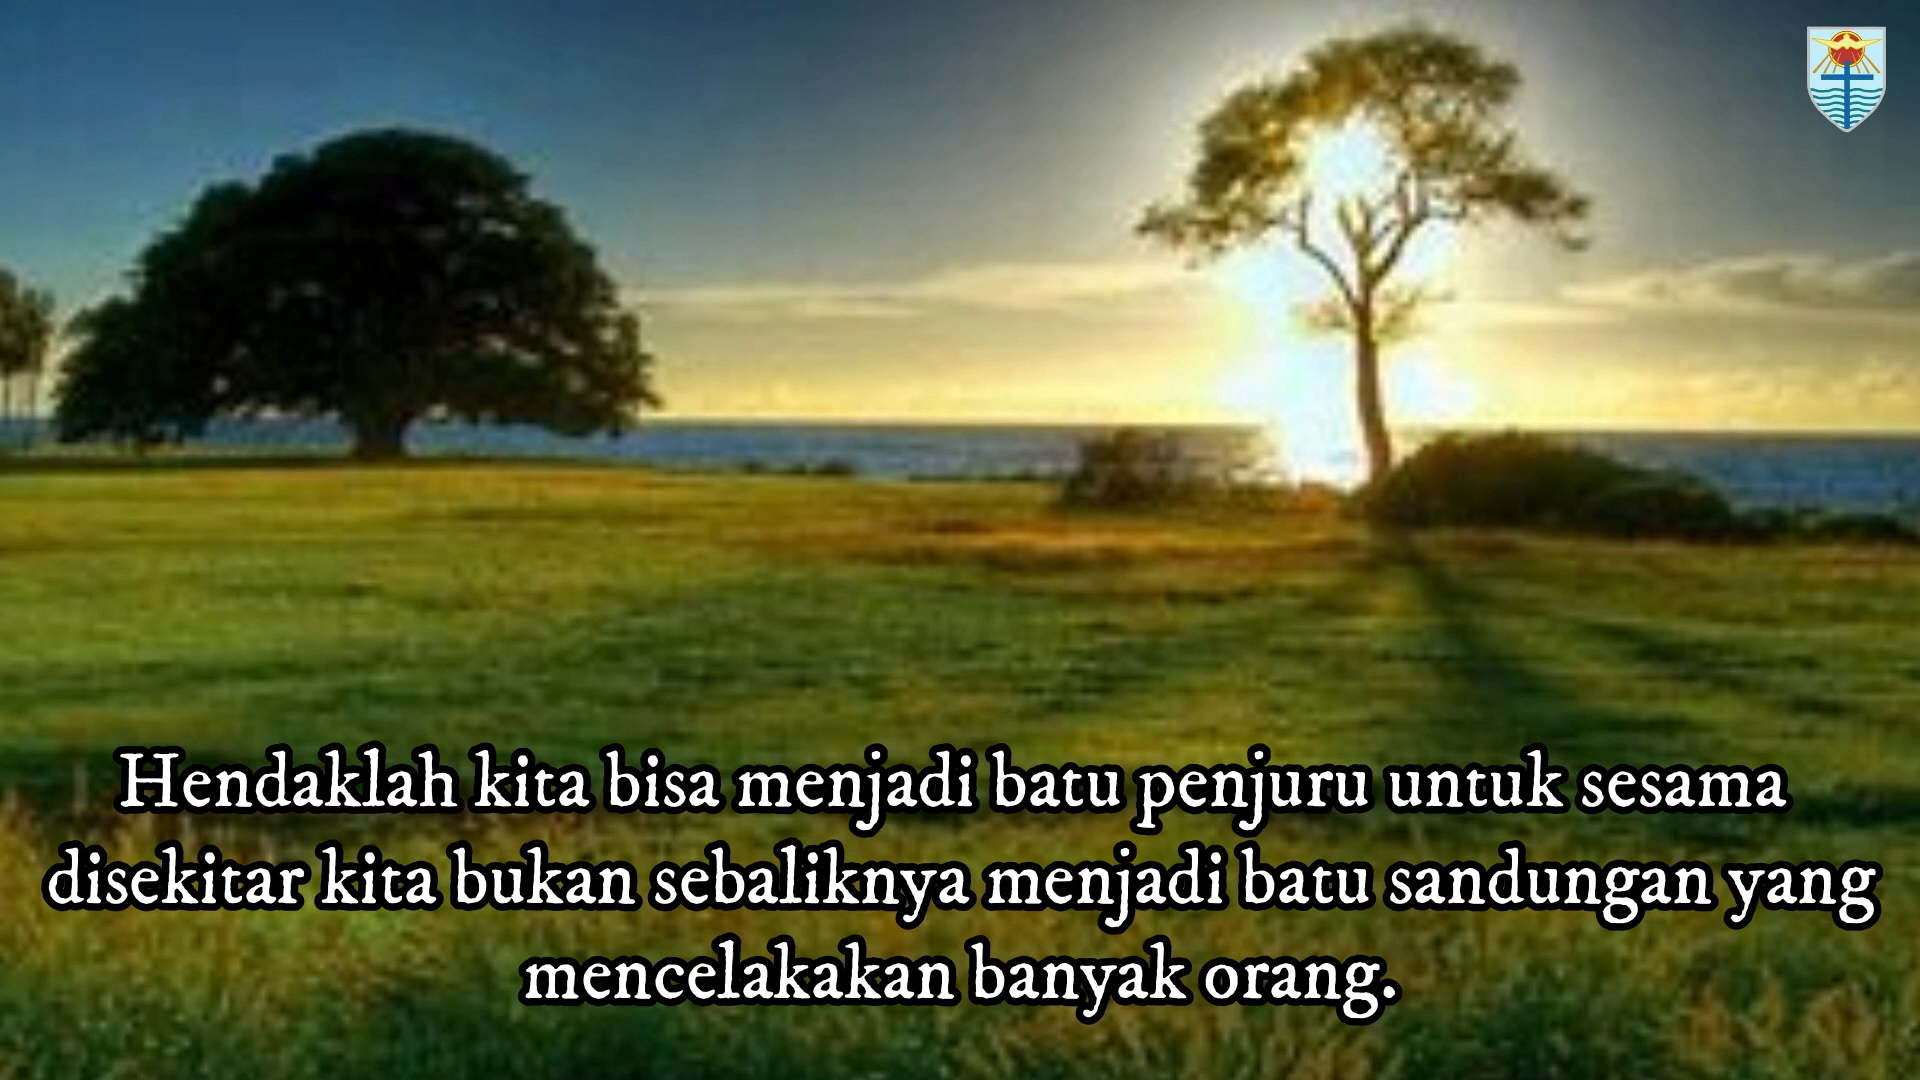 Hendaklah kita bisa menjadi batu penjuru untuk sesama
disekitar kita bukan sebaliknya menjadi batu sandungan yang
mencelakakan banyak orang.